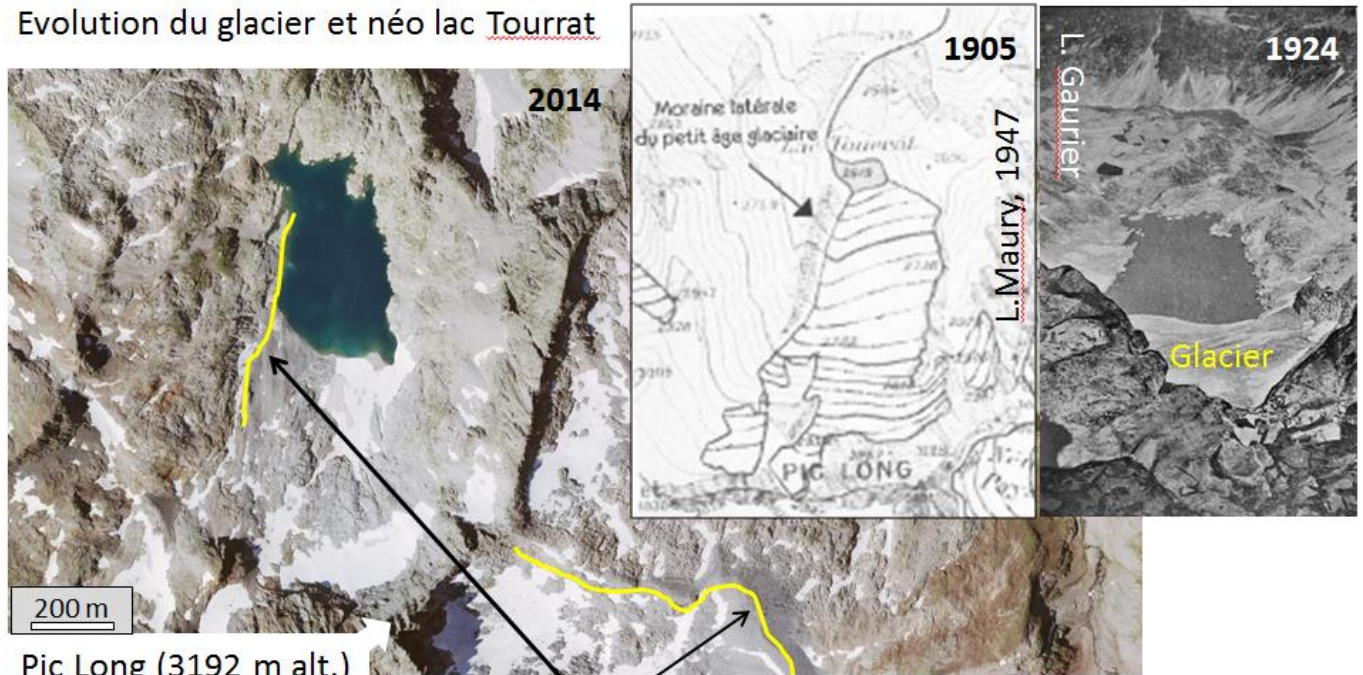 Evolution du glacier et néo lac Tourrat
2014
200 m
Pic Long (3192 m alt.)
1905
Moraine latérale
du petit âge glaciaire
Lac Tourrat
PIC LONG
L.Maury, 1947
1924
L. Gaurier
Glacier